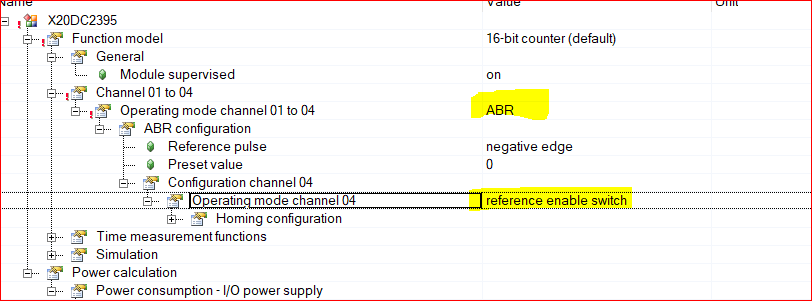 Value
X20DC2395
Function model 16-bit counter (default)
General
Module supervised on
Channel 01 to 04
Operating mode channel 01 to 04 ABR
ABR configuration
Reference pulse negative edge
Preset value 0
Configuration channel 04
Operating mode channel 04 reference enable switch
Homing configuration
Time measurement functions
Simulation
Power calculation
Power consumption - I/O power supply